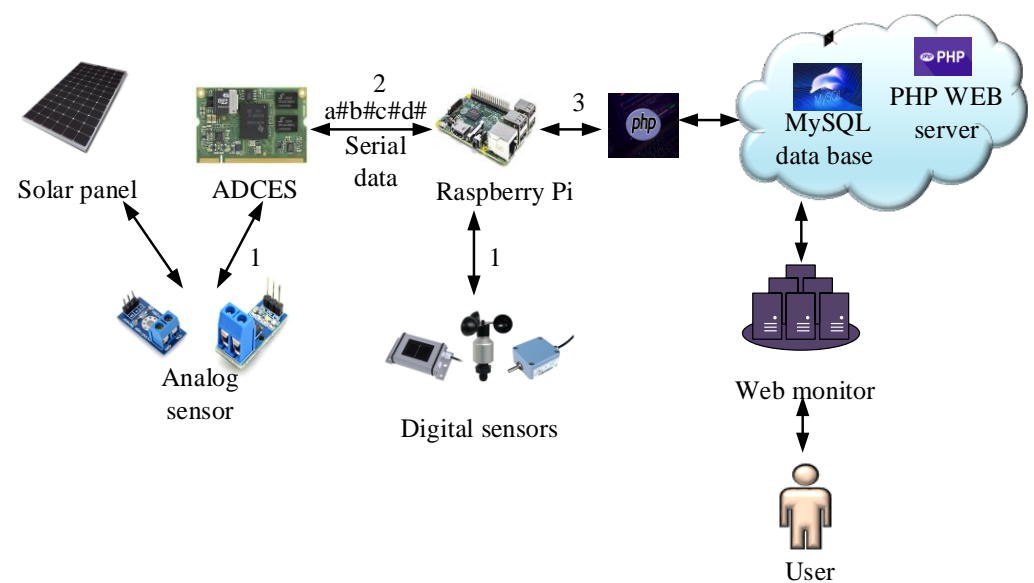 2
a#b#c#d#
Serial
data
3
php
MySQL
PHP
MySQL
data base
PHP WEB
server
Solar panel
ADCES
Raspberry Pi
1
1
Analog
sensor
Digital sensors
Web monitor
User